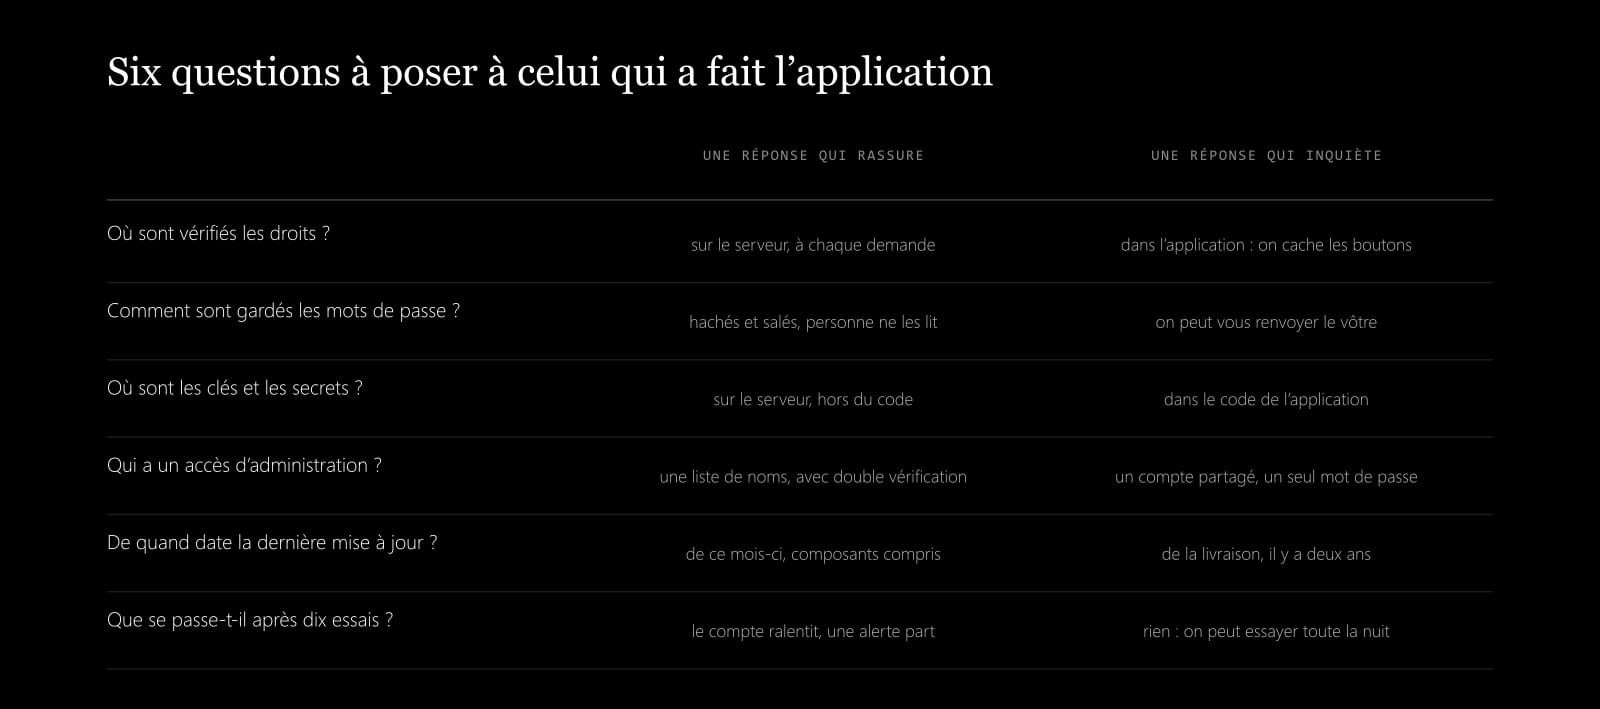 Six questions à poser à celui qui a fait l’application
UNE RÉPONSE QUI RASSURE
UNE RÉPONSE QUI INQUIÈTE
Où sont vérifiés les droits ?
sur le serveur, à chaque demande
dans l’application : on cache les boutons
Comment sont gardés les mots de passe ?
hachés et salés, personne ne les lit
on peut vous renvoyer le vôtre
Où sont les clés et les secrets ?
sur le serveur, hors du code
dans le code de l’application
Qui a un accès d’administration ?
une liste de noms, avec double vérification
un compte partagé, un seul mot de passe
De quand date la dernière mise à jour ?
de ce mois-ci, composants compris
de la livraison, il y a deux ans
Que se passe-t-il après dix essais ?
le compte ralentit, une alerte part
rien : on peut essayer toute la nuit